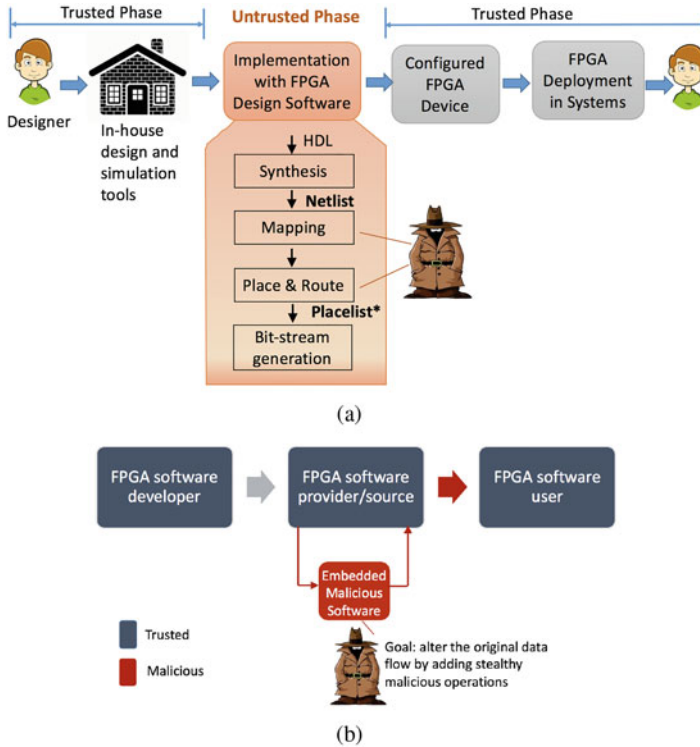 Trusted Phase
Untrusted Phase
Trusted Phase
Designer
In-house
design and
simulation
tools
Implementation
with FPGA
Design Software
Configured
FPGA
Device
FPGA
Deployment
in Systems
HDL
Synthesis
Netlist
Mapping
Place & Route
Placelist*
Bit-stream
generation
(a)
FPGA software
developer
FPGA software
provider/source
FPGA software
user
Embedded
Malicious
Software
Trusted
Malicious
Goal: alter the original data
flow by adding stealthy
malicious operations
(b)